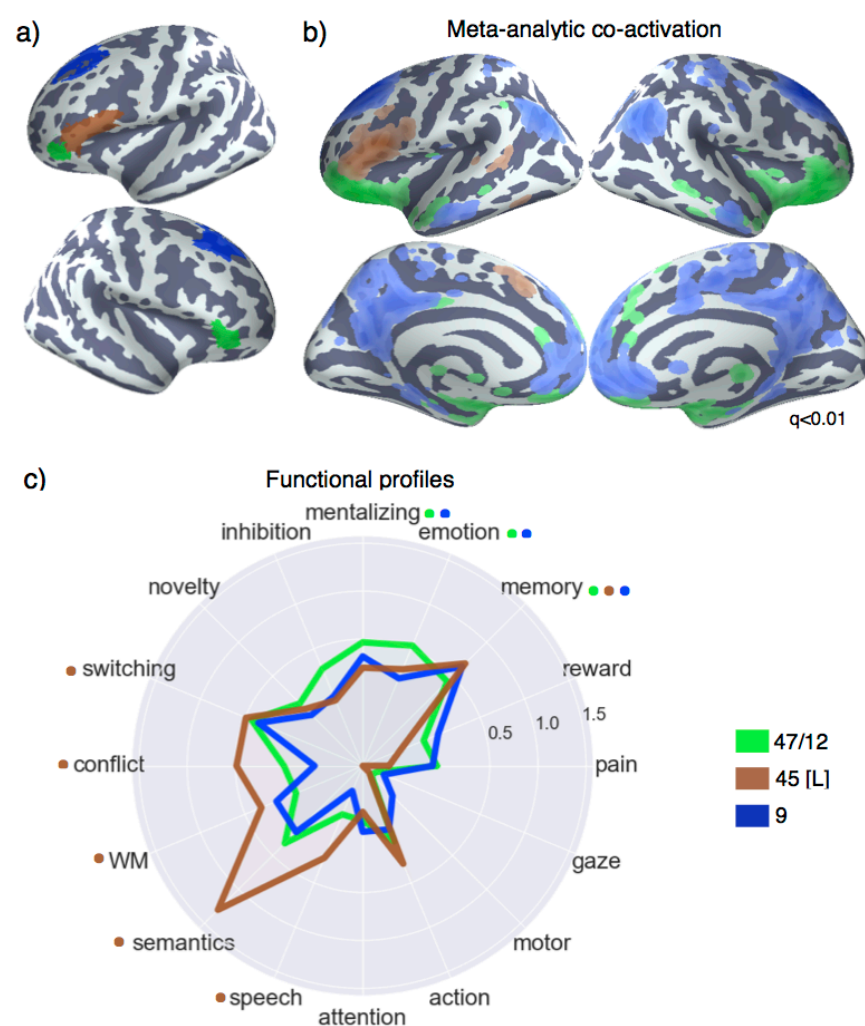 a)
b)
Meta-analytic co-activation
q<0.01
c)
Functional profiles
mentalizing
inhibition
emotion
novelty
memory
switching
reward
0.5
1.0
1.5
conflict
pain
WM
gaze
semantics
motor
speech
action
attention
47/12
45 [L]
9